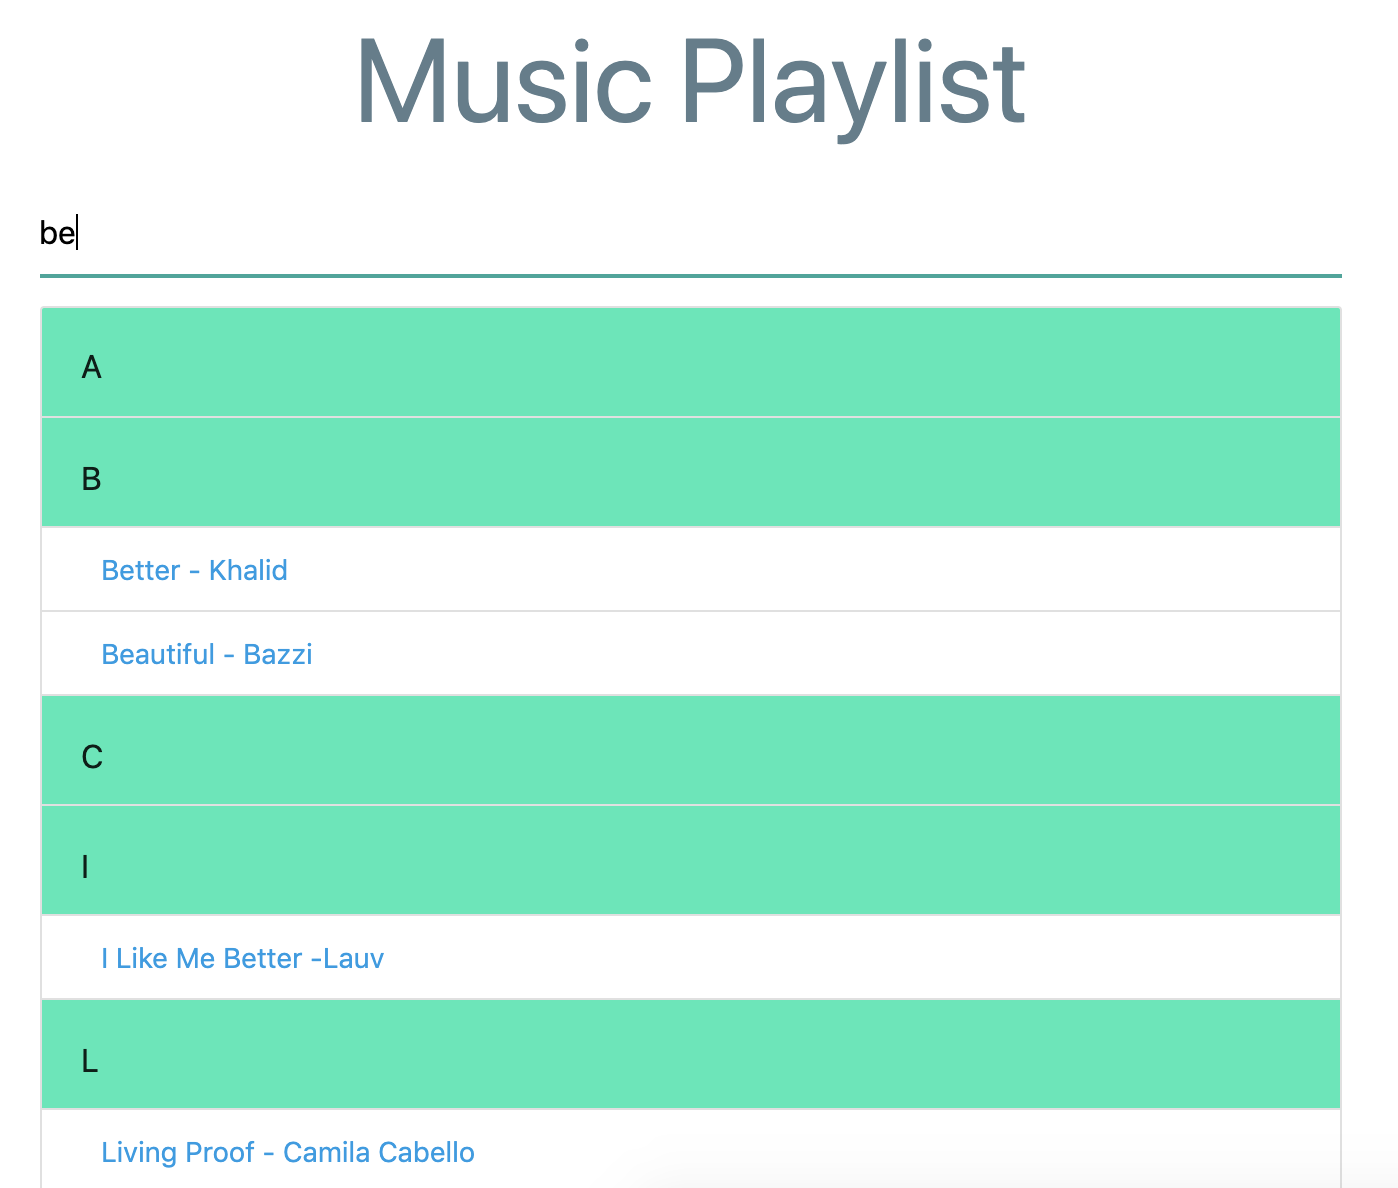 Music Playlist
be
A
B
Better - Khalid
Beautiful - Bazzi
C
I
I Like Me Better -Lauv
L
Living Proof - Camila Cabello